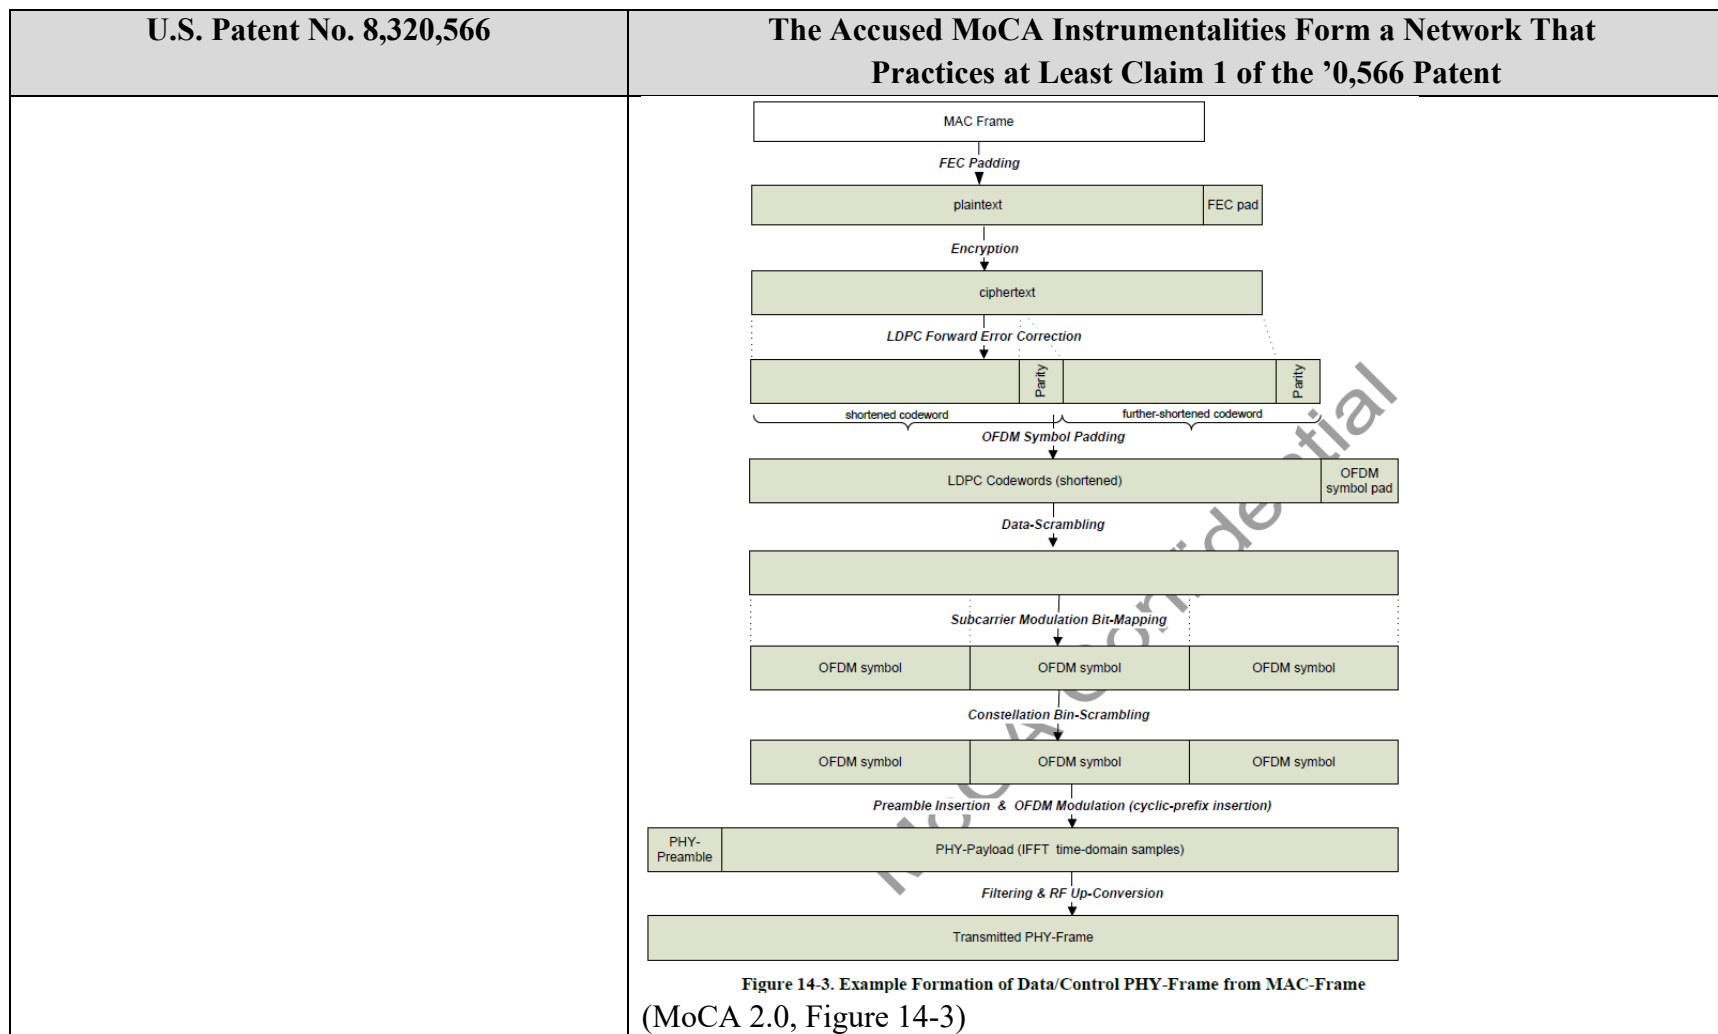 U.S. Patent No. 8,320,566
The Accused MoCA Instrumentalities Form a Network That
Practices at Least Claim 1 of the ’0,566 Patent
MAC Frame
FEC Padding
plaintext
FEC pad
Encryption
ciphertext
LDPC Forward Error Correction
Parity
Parity
shortened codeword
further-shortened codeword
OFDM Symbol Padding
LDPC Codewords (shortened)
OFDM
symbol pad
Data-Scrambling
Subcarrier Modulation Bit-Mapping
OFDM symbol
OFDM symbol
OFDM symbol
Constellation Bin-Scrambling
OFDM symbol
OFDM symbol
OFDM symbol
Preamble Insertion & OFDM Modulation (cyclic-prefix insertion)
PHY-
Preamble
PHY-Payload (IFFT time-domain samples)
Filtering & RF Up-Conversion
Transmitted PHY-Frame
MoCA Confidential
Figure 14-3. Example Formation of Data/Control PHY-Frame from MAC-Frame
(MoCA 2.0, Figure 14-3)